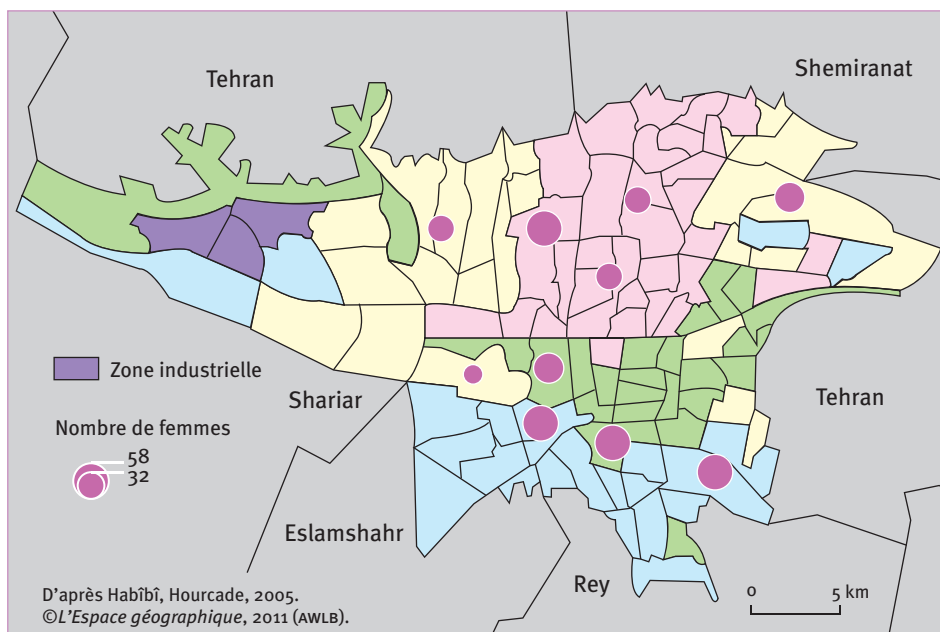 Tehran
Shemiranat
Zone industrielle
Shariar
Tehran
Nombre de femmes
58
32
Eslamshahr
Rey
D'après Habîbî, Hourcade, 2005.
©L'Espace géographique, 2011 (AWLB).
0 5 km